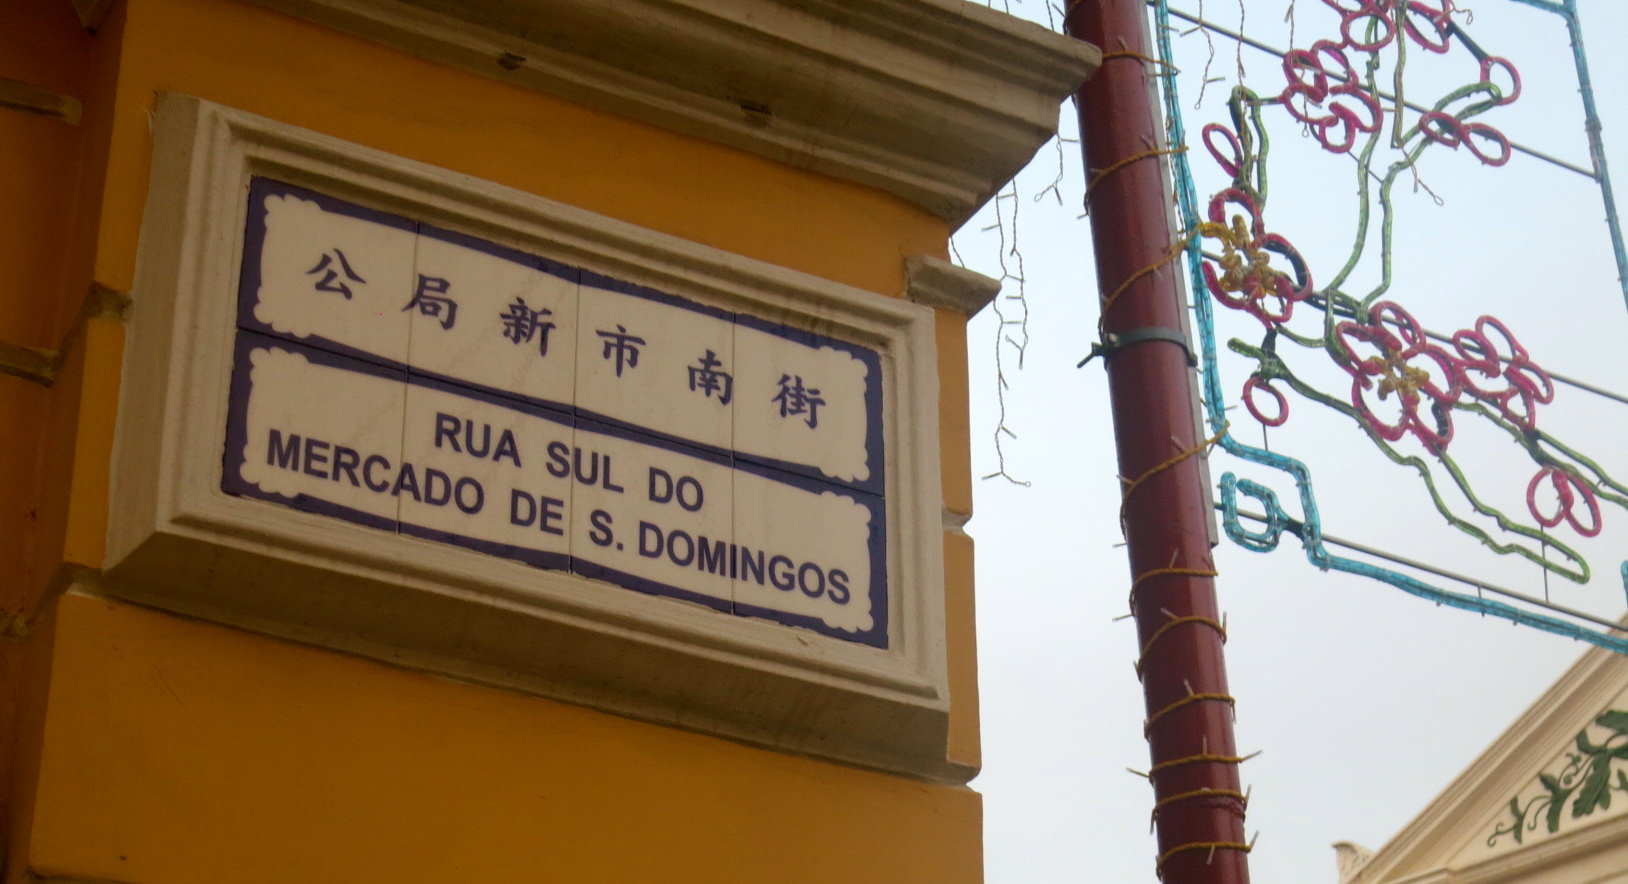 公局新市南街
RUA SUL DO
MERCADO DE S. DOMINGOS